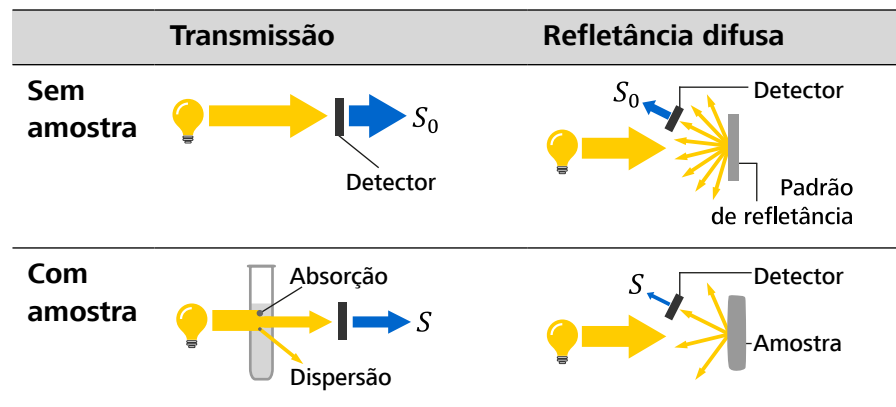 Transmissão
Refletância difusa
Sem
amostra
S₀
Detector
S₀
Detector
Padrão
de refletância
Com
amostra
Absorção
S
Dispersão
S
Detector
Amostra